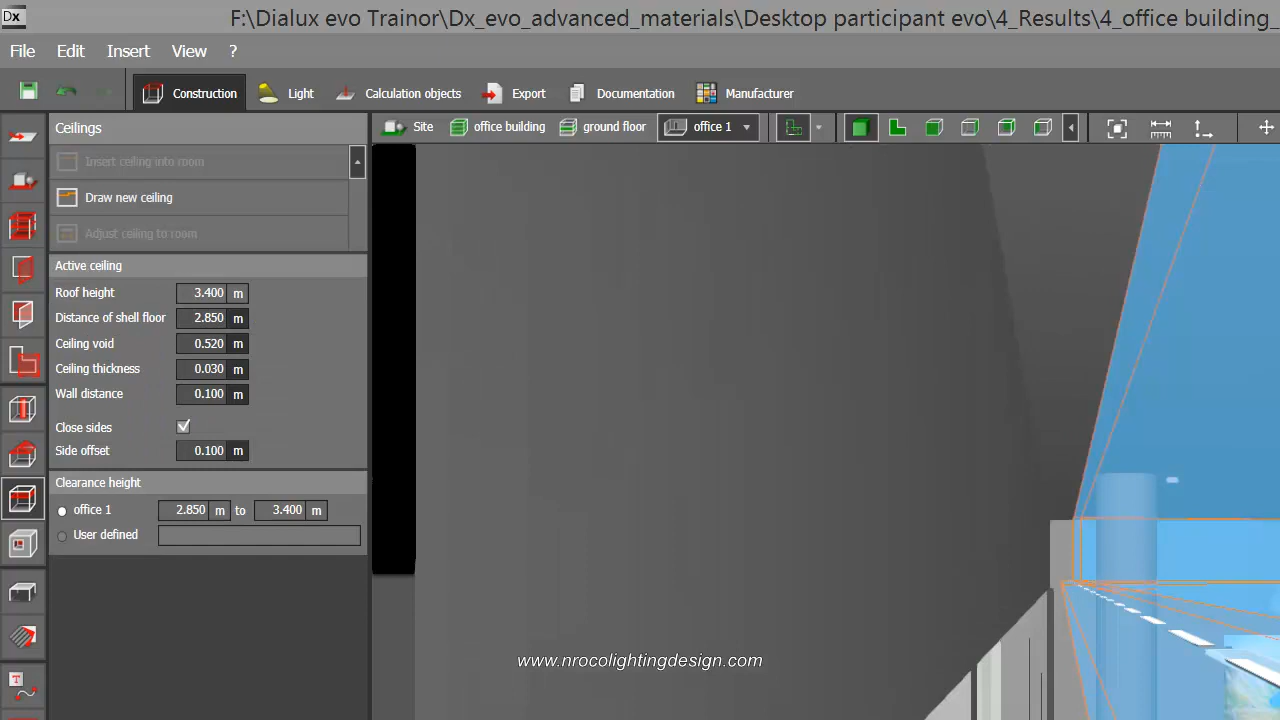 Dx F:\Dialux evo Trainor\Dx_evo_advanced_materials\Desktop participant evo\4_Results\4_office building_
File Edit Insert View ?
Construction Light Calculation objects Export Documentation Manufacturer
Ceilings Site office building ground floor office 1
Insert ceiling into room
Draw new ceiling
Adjust ceiling to room
Active ceiling
Roof height 3.400 m
Distance of shell floor 2.850 m
Ceiling void 0.520 m
Ceiling thickness 0.030 m
Wall distance 0.100 m
Close sides
Side offset 0.100 m
Clearance height
office 1 2.850 m to 3.400 m
User defined
T
www.nrocolightingdesign.com